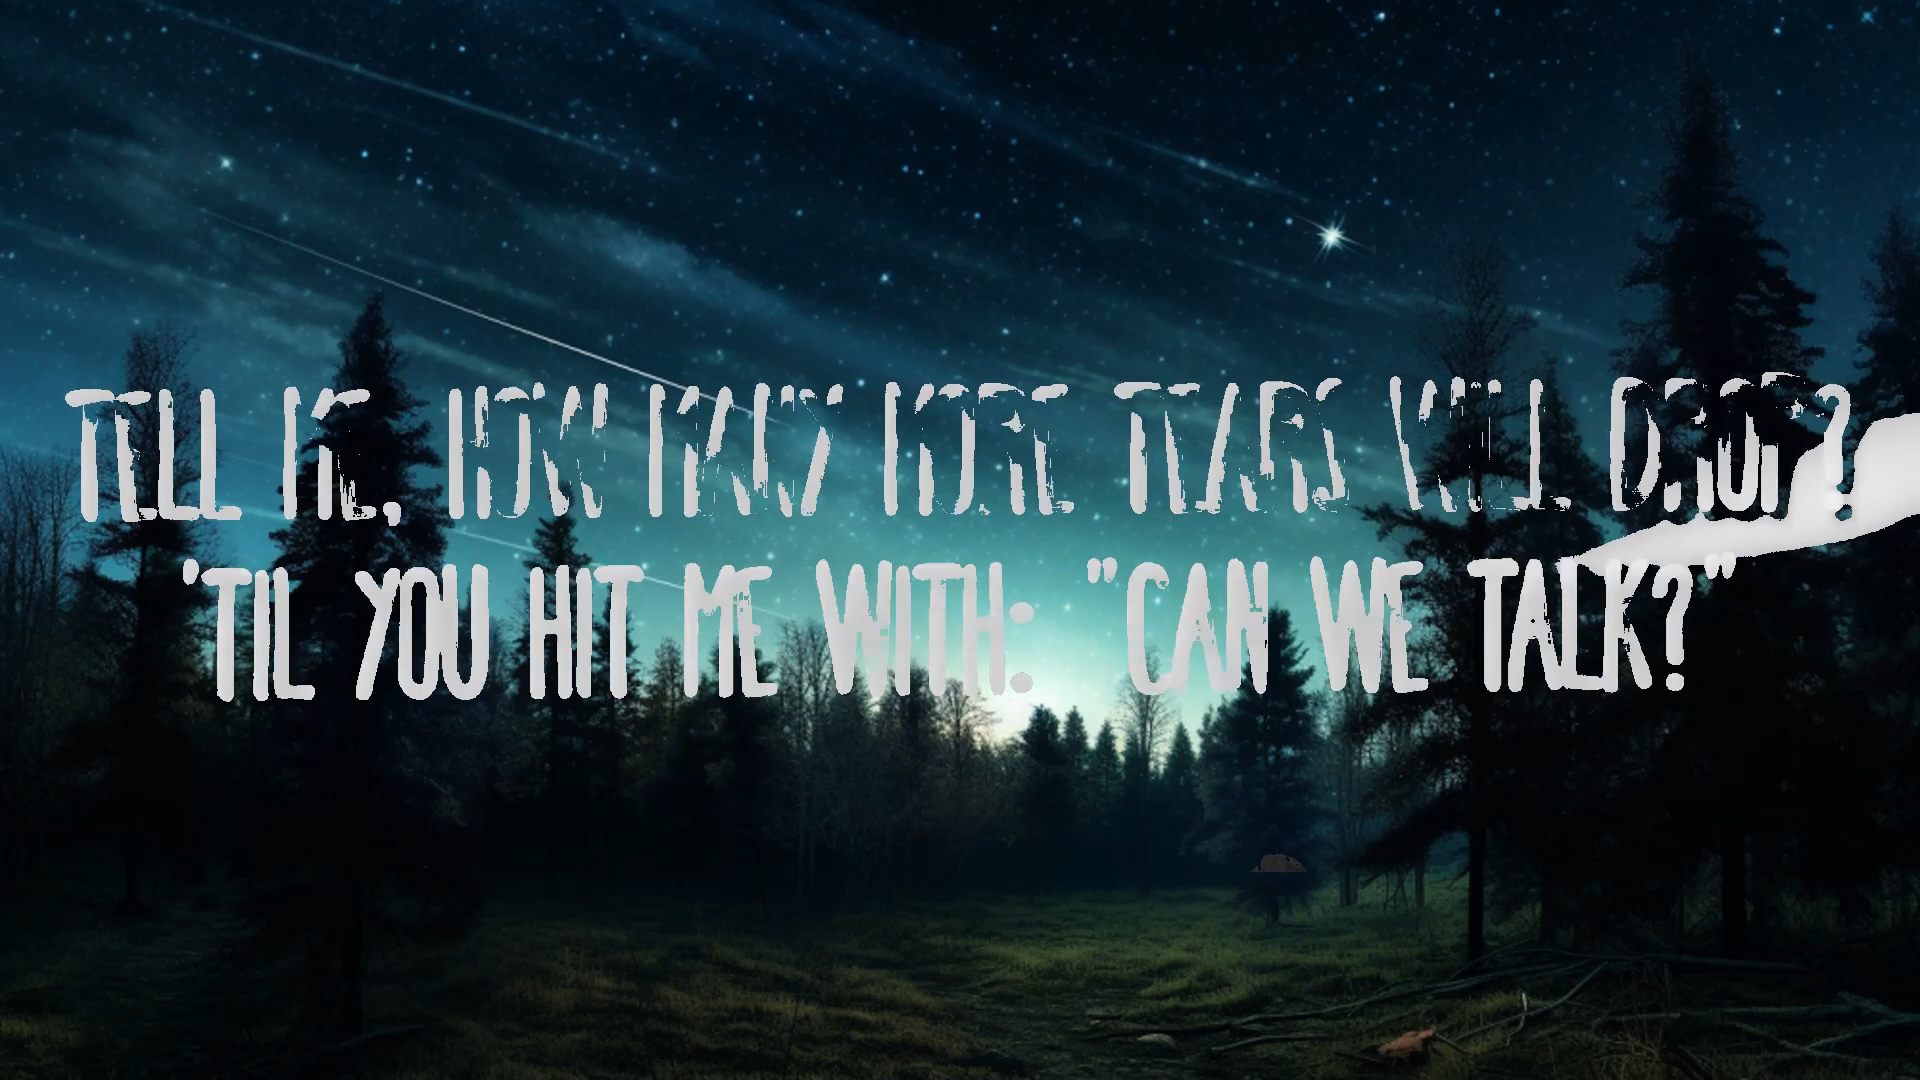 TELL ME, HOW MANY MORE TEARS WILL DROP?
'TIL YOU HIT ME WITH: "CAN WE TALK?"